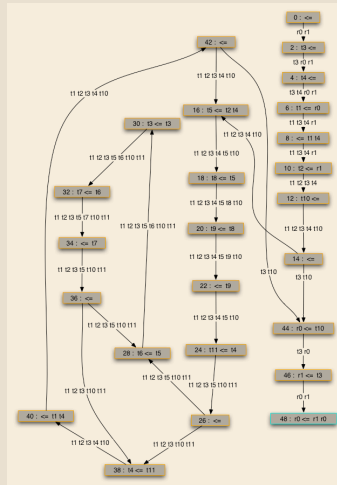 0 : <=
r0 r1
2 : t3 <=
t3 r0 r1
4 : t4 <=
t3 t4 r0 r1
6 : t1 <= r0
t1 t3 t4 r1
8 : <= t1 t4
t1 t3 t4 r1
10 : t2 <= r1
t1 t2 t3 t4
12 : t10 <=
t1 t2 t3 t4 t10
14 : <=
t3 t10
44 : r0 <= t10
t3 r0
46 : r1 <= t3
r0 r1
48 : r0 <= r1 r0
42 : <=
t1 t2 t3 t4 t10
t3 t10
16 : t5 <= t2 t4
t1 t2 t3 t4 t10
t1 t2 t3 t4 t5 t10
18 : t8 <= t5
t1 t2 t3 t4 t5 t8 t10
20 : t9 <= t8
t1 t2 t3 t4 t5 t9 t10
22 : <= t9
t1 t2 t3 t4 t5 t10
24 : t11 <= t4
t1 t2 t3 t5 t10 t11
26 : <=
t1 t2 t3 t5 t10 t11
t1 t2 t3 t10 t11
28 : t6 <= t5
t1 t2 t3 t5 t6 t10 t11
30 : t3 <= t3
t1 t2 t3 t5 t6 t10 t11
32 : t7 <= t6
t1 t2 t3 t5 t7 t10 t11
34 : <= t7
t1 t2 t3 t5 t10 t11
36 : <=
t1 t2 t3 t5 t10 t11
t1 t2 t3 t10 t11
38 : t4 <= t11
t1 t2 t3 t4 t10
40 : <= t1 t4
t1 t2 t3 t4 t10